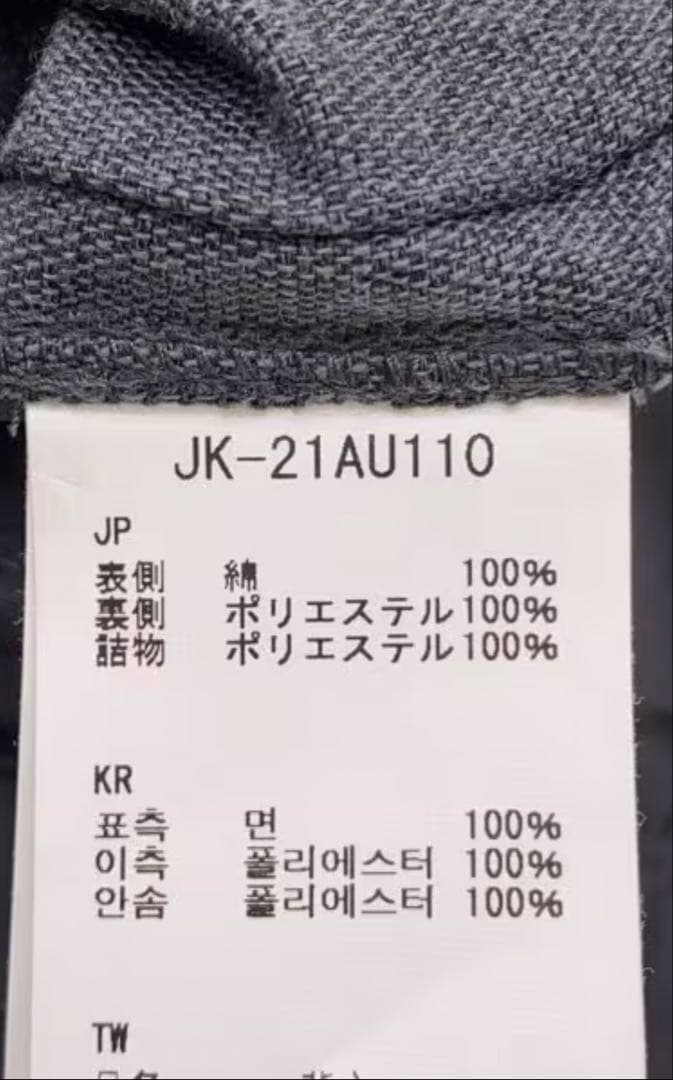 JK-21AU110
JP
表側 綿 100%
裏側 ポリエステル100%
詰物 ポリエステル100%
KR
표측 면 100%
이측 폴리에스터 100%
안솜 폴리에스터 100%
TW